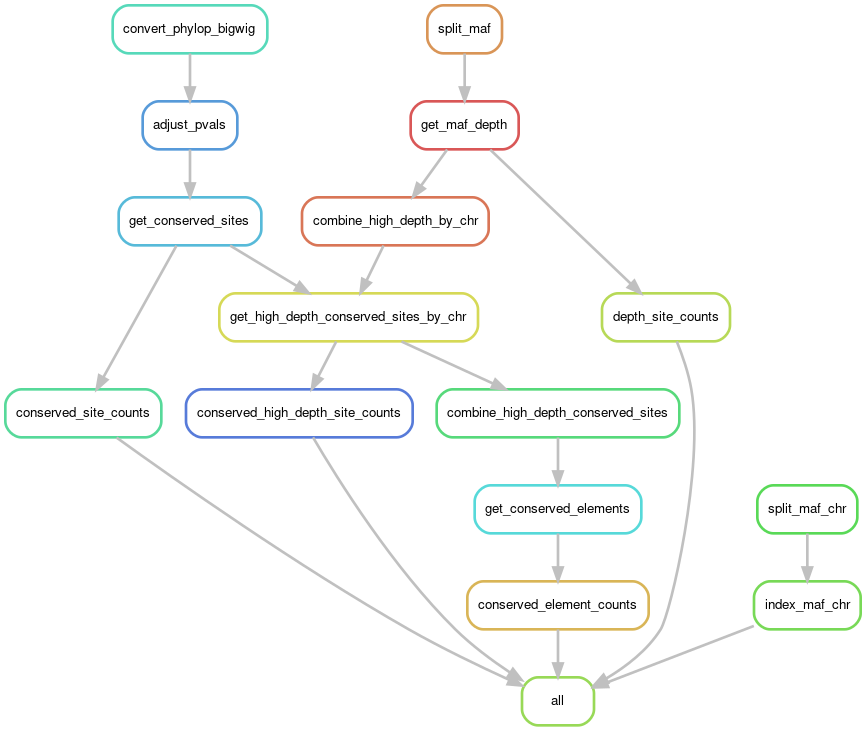 convert_phylop_bigwig
split_maf
adjust_pvals
get_maf_depth
get_conserved_sites
combine_high_depth_by_chr
get_high_depth_conserved_sites_by_chr
depth_site_counts
conserved_site_counts
conserved_high_depth_site_counts
combine_high_depth_conserved_sites
get_conserved_elements
split_maf_chr
conserved_element_counts
index_maf_chr
all